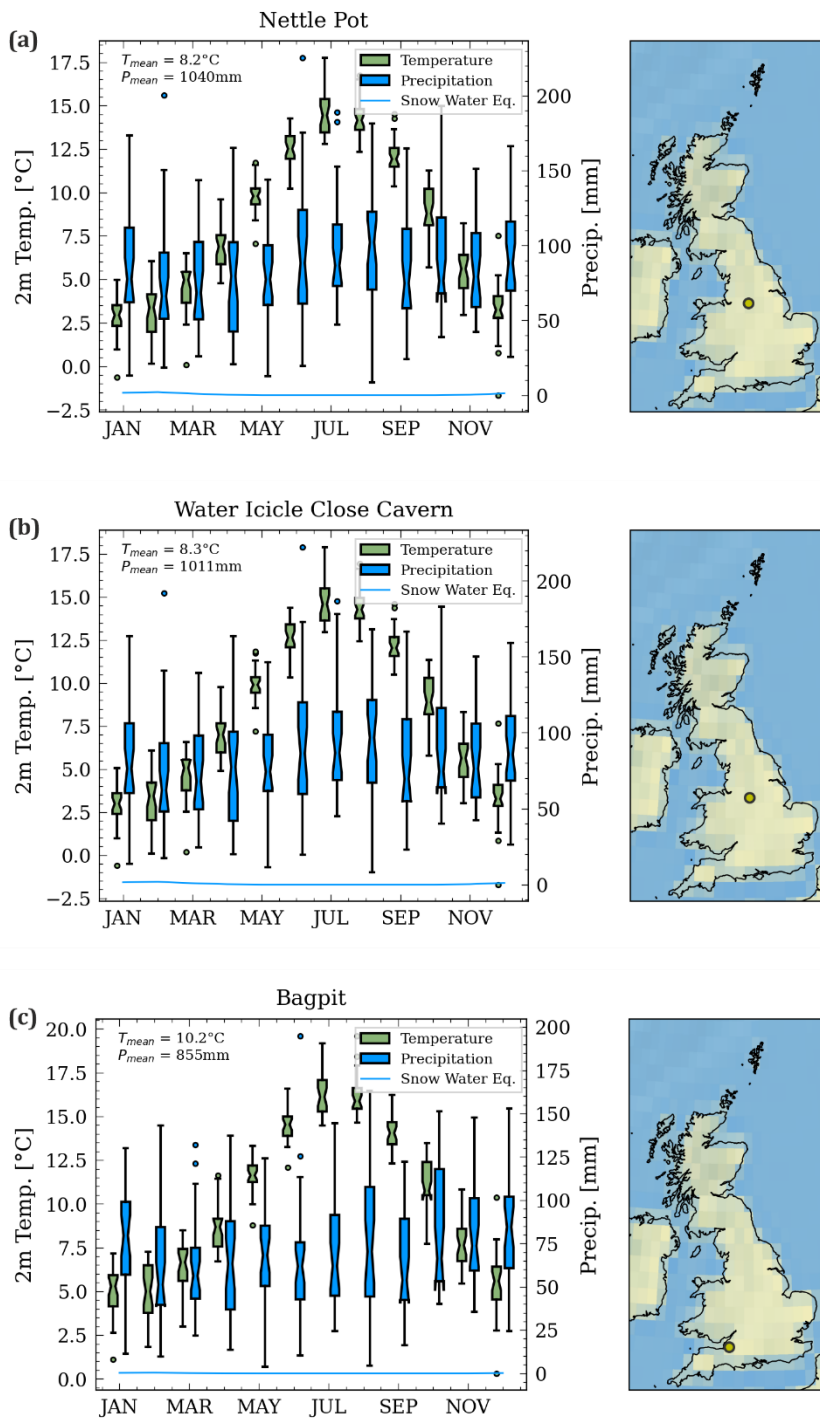 (a)
Nettle Pot
T_mean = 8.2°C
P_mean = 1040mm
Temperature
Precipitation
Snow Water Eq.
2m Temp. [°C]
17.5
15.0
12.5
10.0
7.5
5.0
2.5
0.0
−2.5
Precip. [mm]
200
150
100
50
0
JAN MAR MAY JUL SEP NOV
(b)
Water Icicle Close Cavern
T_mean = 8.3°C
P_mean = 1011mm
Temperature
Precipitation
Snow Water Eq.
2m Temp. [°C]
17.5
15.0
12.5
10.0
7.5
5.0
2.5
0.0
−2.5
Precip. [mm]
200
150
100
50
0
JAN MAR MAY JUL SEP NOV
(c)
Bagpit
T_mean = 10.2°C
P_mean = 855mm
Temperature
Precipitation
Snow Water Eq.
2m Temp. [°C]
20.0
17.5
15.0
12.5
10.0
7.5
5.0
2.5
0.0
Precip. [mm]
200
175
150
125
100
75
50
25
0
JAN MAR MAY JUL SEP NOV